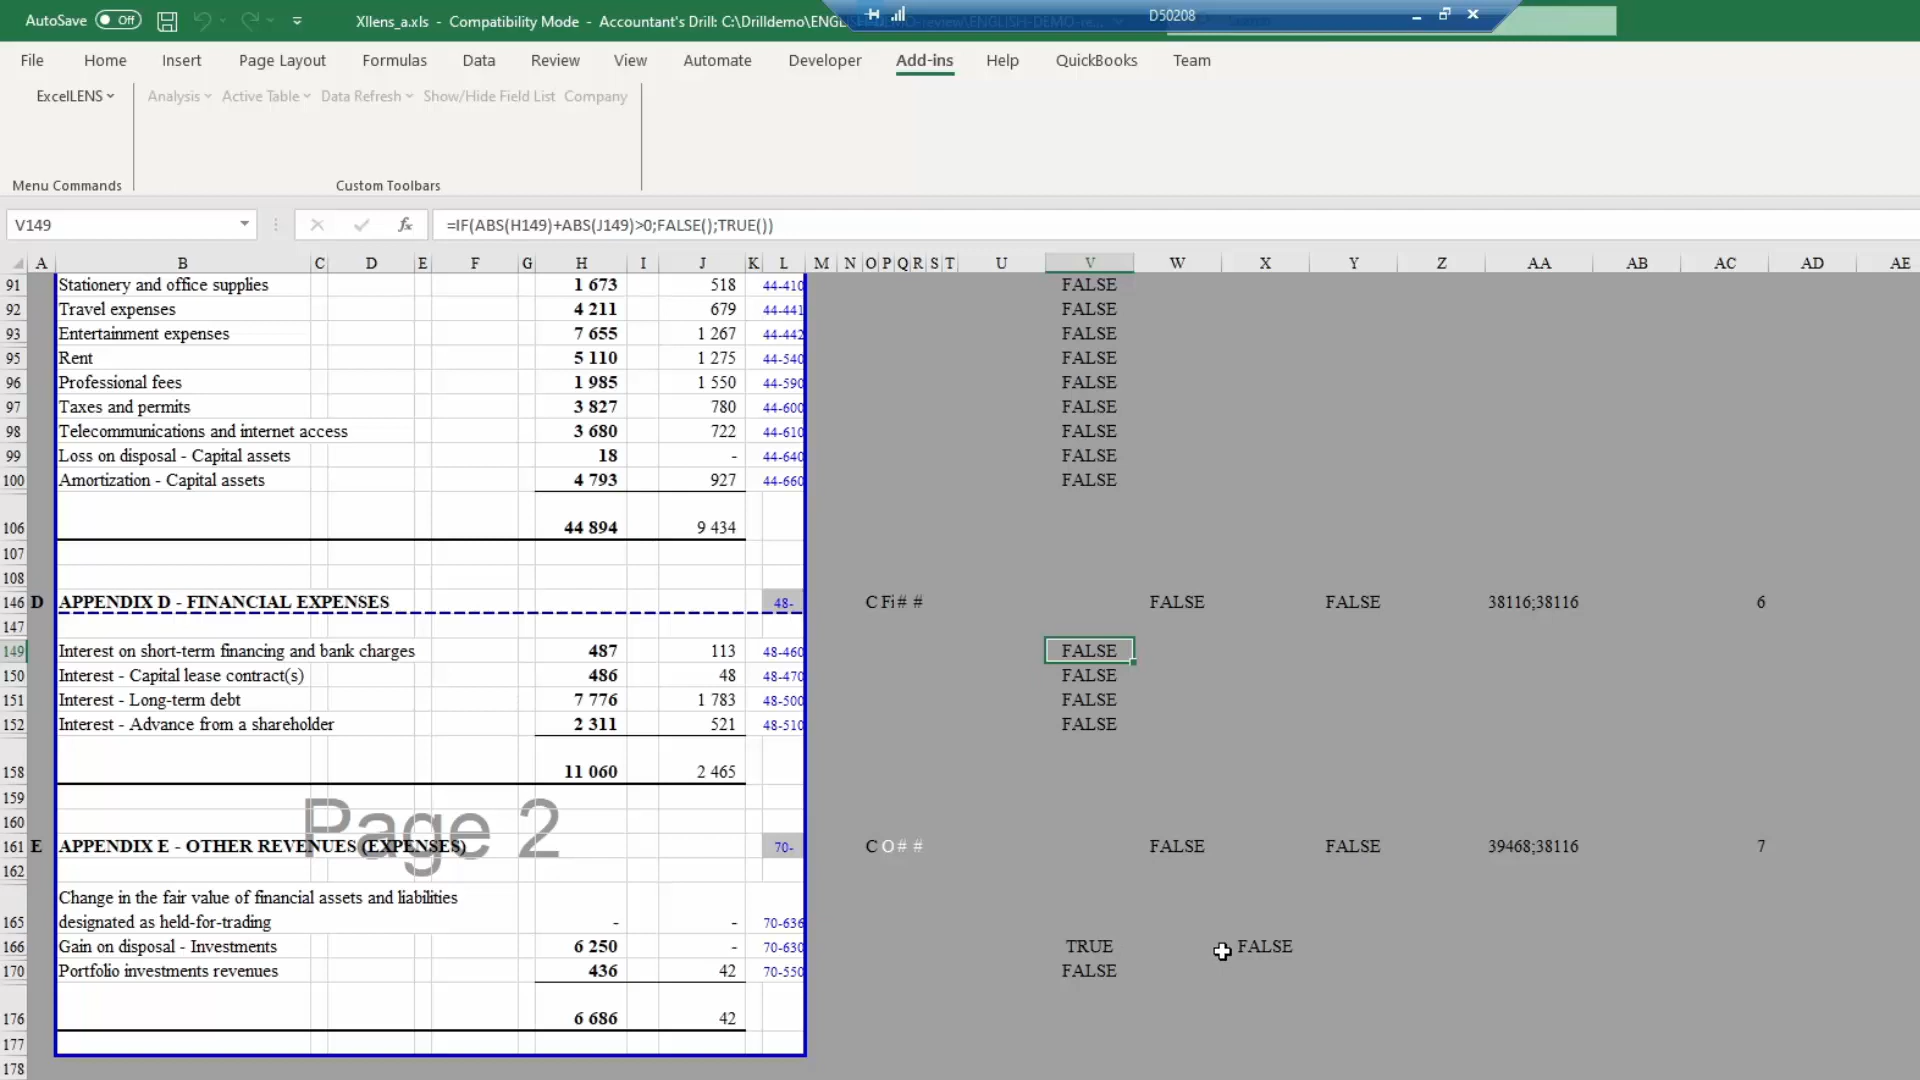 AutoSave Off Xllens_a.xls - Compatibility Mode - Accountant's Drill: C:\Drilldemo\ENGLISH-DEMO-review\ENGLISH-DEMO-re... D50208
File Home Insert Page Layout Formulas Data Review View Automate Developer Add-ins Help QuickBooks Team
ExcelLENS Analysis Active Table Data Refresh Show/Hide Field List Company
Menu Commands Custom Toolbars
V149 fx =IF(ABS(H149)+ABS(J149)>0;FALSE();TRUE())
A B C D E F G H I J K L M N O P Q R S T U V W X Y Z AA AB AC AD AE
91 Stationery and office supplies 1 673 518 44-410 FALSE
92 Travel expenses 4 211 679 44-441 FALSE
93 Entertainment expenses 7 655 1 267 44-442 FALSE
95 Rent 5 110 1 275 44-540 FALSE
96 Professional fees 1 985 1 550 44-590 FALSE
97 Taxes and permits 3 827 780 44-600 FALSE
98 Telecommunications and internet access 3 680 722 44-610 FALSE
99 Loss on disposal - Capital assets 18 - 44-640 FALSE
100 Amortization - Capital assets 4 793 927 44-660 FALSE
106 44 894 9 434
107
108
146 D APPENDIX D - FINANCIAL EXPENSES 48- C Fi # # FALSE FALSE 38116;38116 6
147
149 Interest on short-term financing and bank charges 487 113 48-460 FALSE
150 Interest - Capital lease contract(s) 486 48 48-470 FALSE
151 Interest - Long-term debt 7 776 1 783 48-500 FALSE
152 Interest - Advance from a shareholder 2 311 521 48-510 FALSE
158 11 060 2 465
159
160
Page 2
161 E APPENDIX E - OTHER REVENUES (EXPENSES) 70- C O # # FALSE FALSE 39468;38116 7
162
Change in the fair value of financial assets and liabilities
165 designated as held-for-trading - - 70-636
166 Gain on disposal - Investments 6 250 - 70-630 TRUE FALSE
170 Portfolio investments revenues 436 42 70-550 FALSE
176 6 686 42
177
178